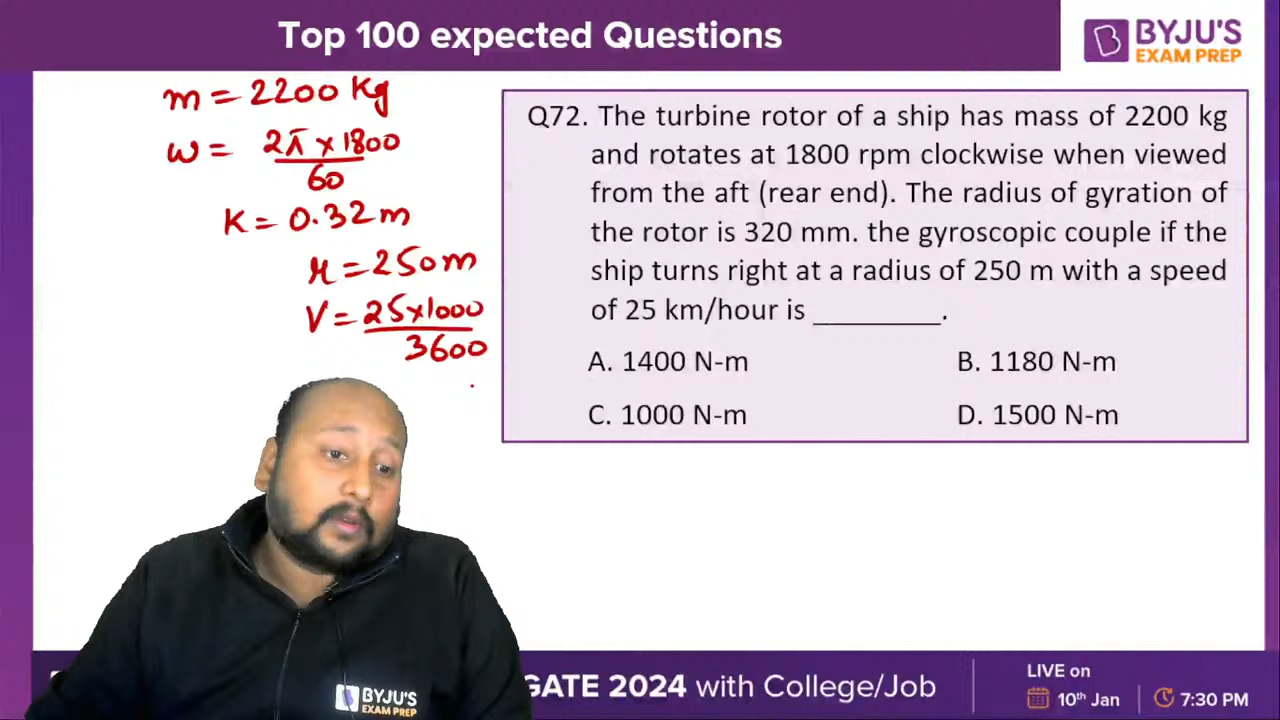 Top 100 expected Questions
BYJU'S
EXAM PREP
m = 2200 Kg
ω = 2π × 1800
60
K = 0.32 m
r = 250 m
V = 25×1000
3600
Q72. The turbine rotor of a ship has mass of 2200 kg
and rotates at 1800 rpm clockwise when viewed
from the aft (rear end). The radius of gyration of
the rotor is 320 mm. the gyroscopic couple if the
ship turns right at a radius of 250 m with a speed
of 25 km/hour is _________.
A. 1400 N-m
B. 1180 N-m
C. 1000 N-m
D. 1500 N-m
BYJU'S
EXAM PREP
GATE 2024 with College/Job
LIVE on
10th Jan
7:30 PM